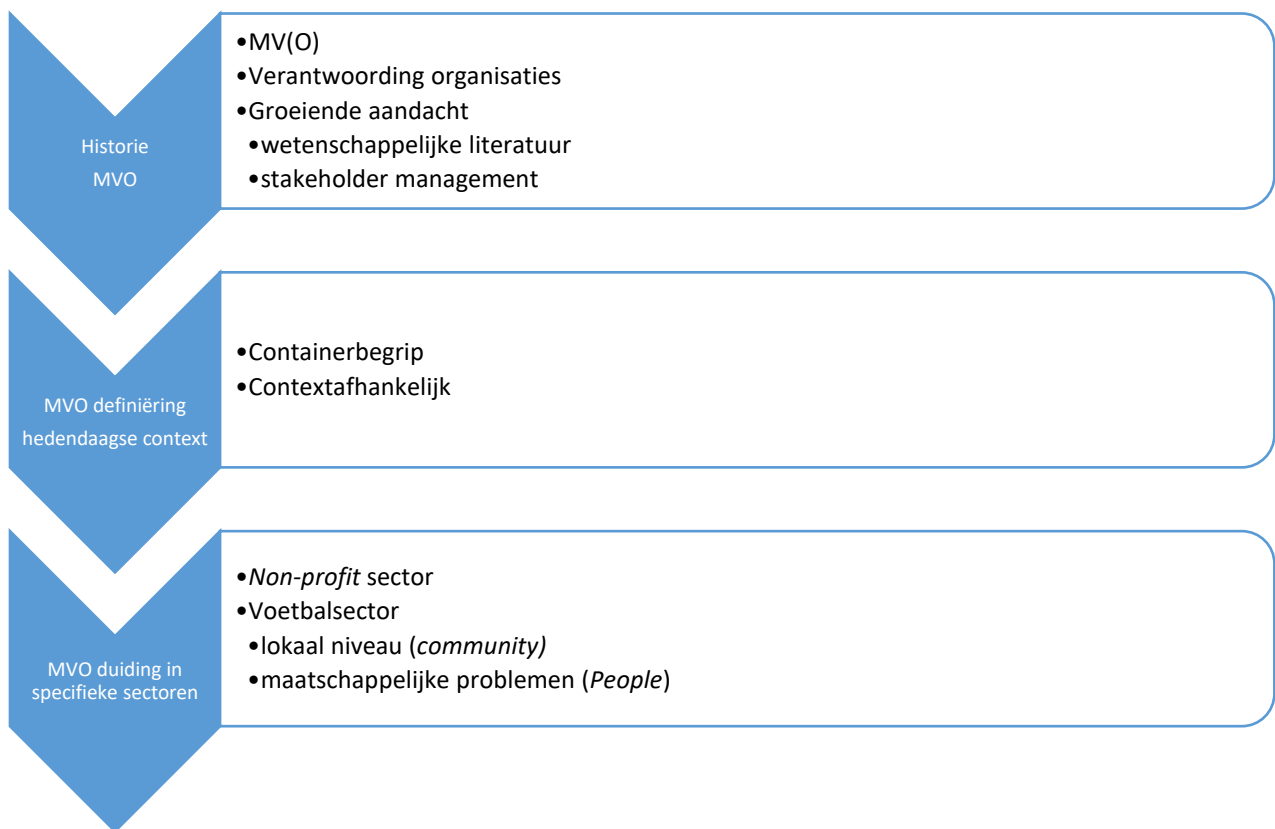 Historie
MVO
•MV(O)
•Verantwoording organisaties
•Groeiende aandacht
•wetenschappelijke literatuur
•stakeholder management
MVO definiëring
hedendaagse context
•Containerbegrip
•Contextafhankelijk
MVO duiding in
specifieke sectoren
•Non-profit sector
•Voetbalsector
•lokaal niveau (community)
•maatschappelijke problemen (People)